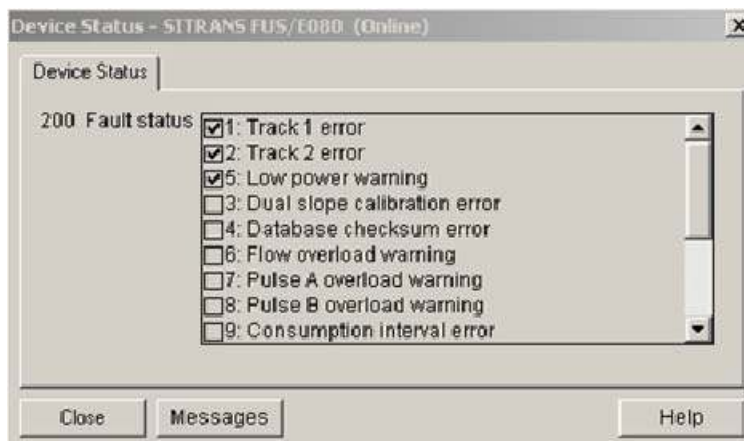 Device Status - SITRANS FUS/E080 (Online)
Device Status
200 Fault status
1: Track 1 error
2: Track 2 error
5: Low power warning
3: Dual slope calibration error
4: Database checksum error
6: Flow overload warning
7: Pulse A overload warning
8: Pulse B overload warning
9: Consumption interval error
Close
Messages
Help